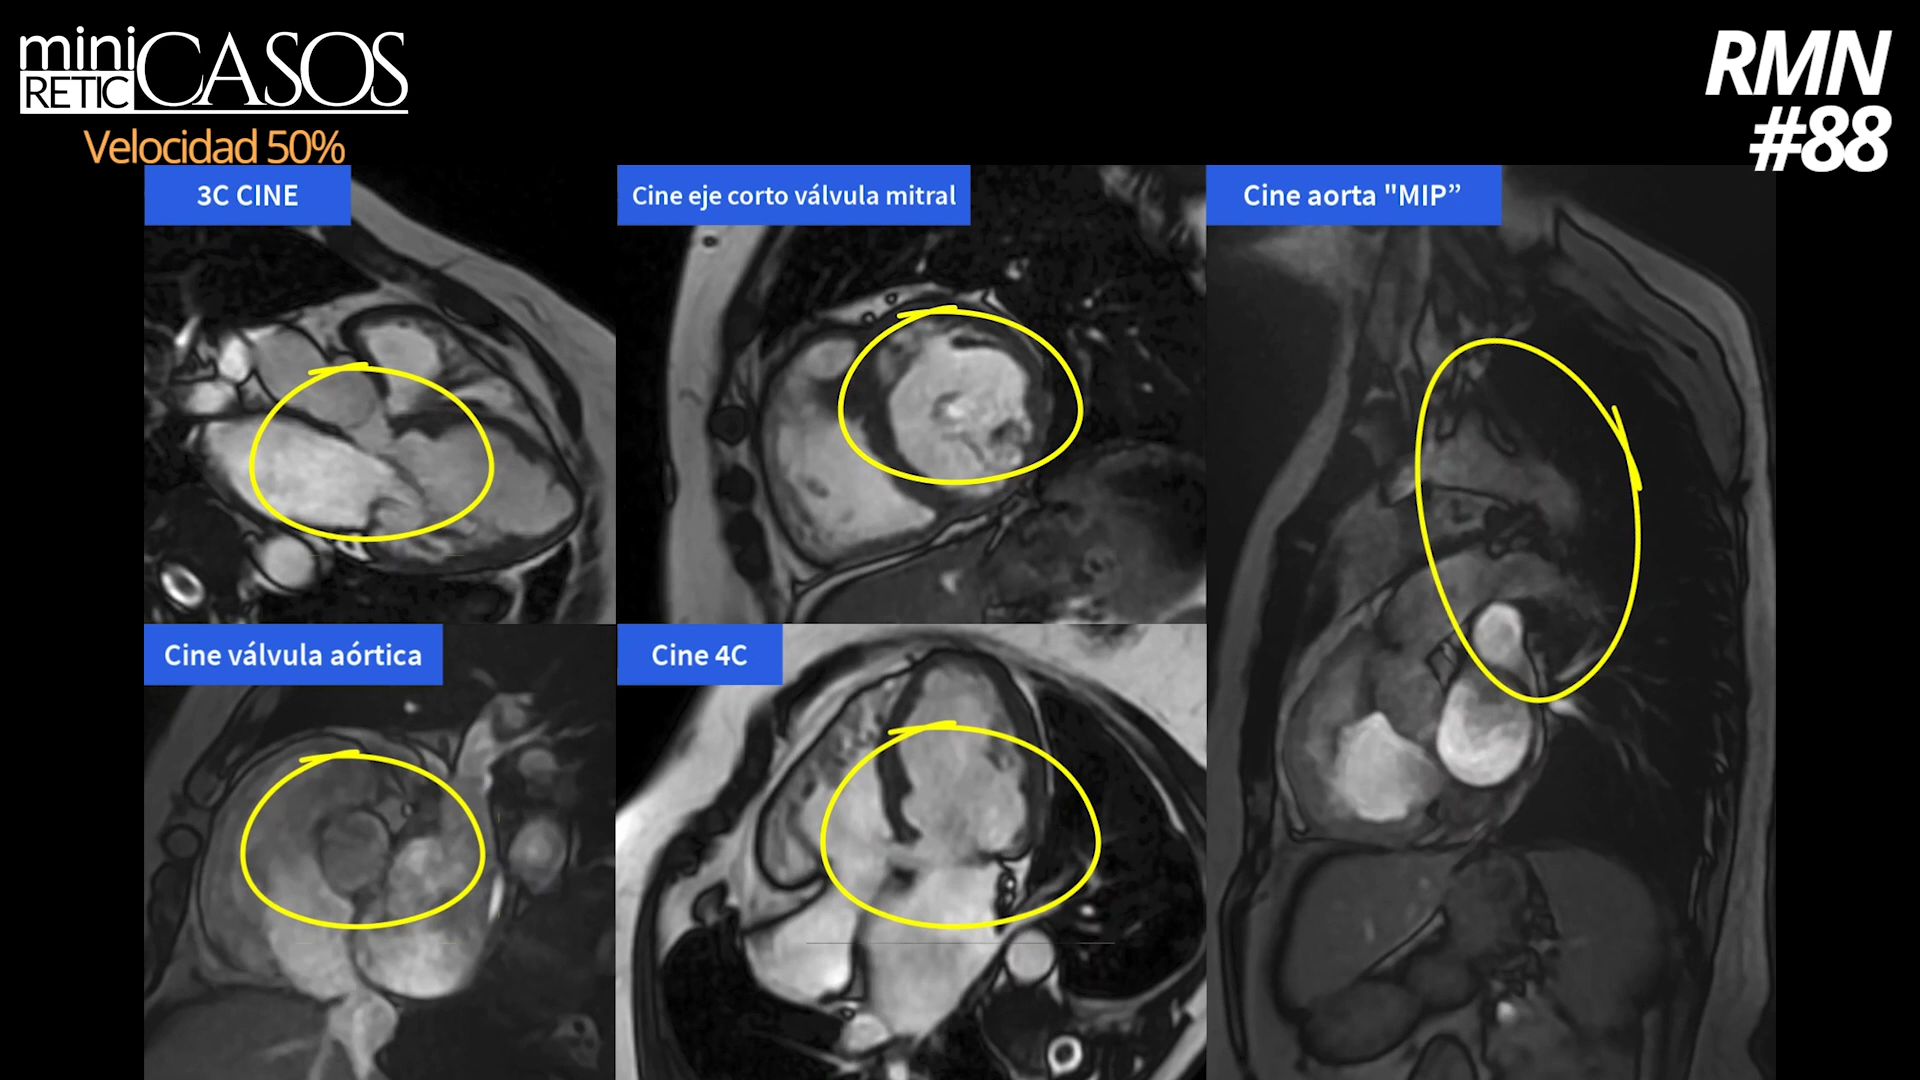 mini
RETIC CASOS
Velocidad 50%
RMN
#88
3C CINE
Cine eje corto válvula mitral
Cine aorta "MIP”
Cine válvula aórtica
Cine 4C